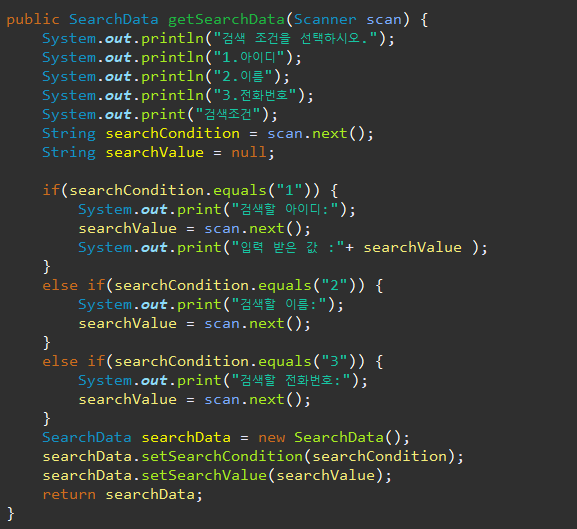 public SearchData getSearchData(Scanner scan) {
    System.out.println("검색 조건을 선택하시오.");
    System.out.println("1.아이디");
    System.out.println("2.이름");
    System.out.println("3.전화번호");
    System.out.print("검색조건");
    String searchCondition = scan.next();
    String searchValue = null;

    if(searchCondition.equals("1")) {
        System.out.print("검색할 아이디:");
        searchValue = scan.next();
        System.out.print("입력 받은 값 :"+ searchValue );
    }
    else if(searchCondition.equals("2")) {
        System.out.print("검색할 이름:");
        searchValue = scan.next();
    }
    else if(searchCondition.equals("3")) {
        System.out.print("검색할 전화번호:");
        searchValue = scan.next();
    }
    SearchData searchData = new SearchData();
    searchData.setSearchCondition(searchCondition);
    searchData.setSearchValue(searchValue);
    return searchData;
}